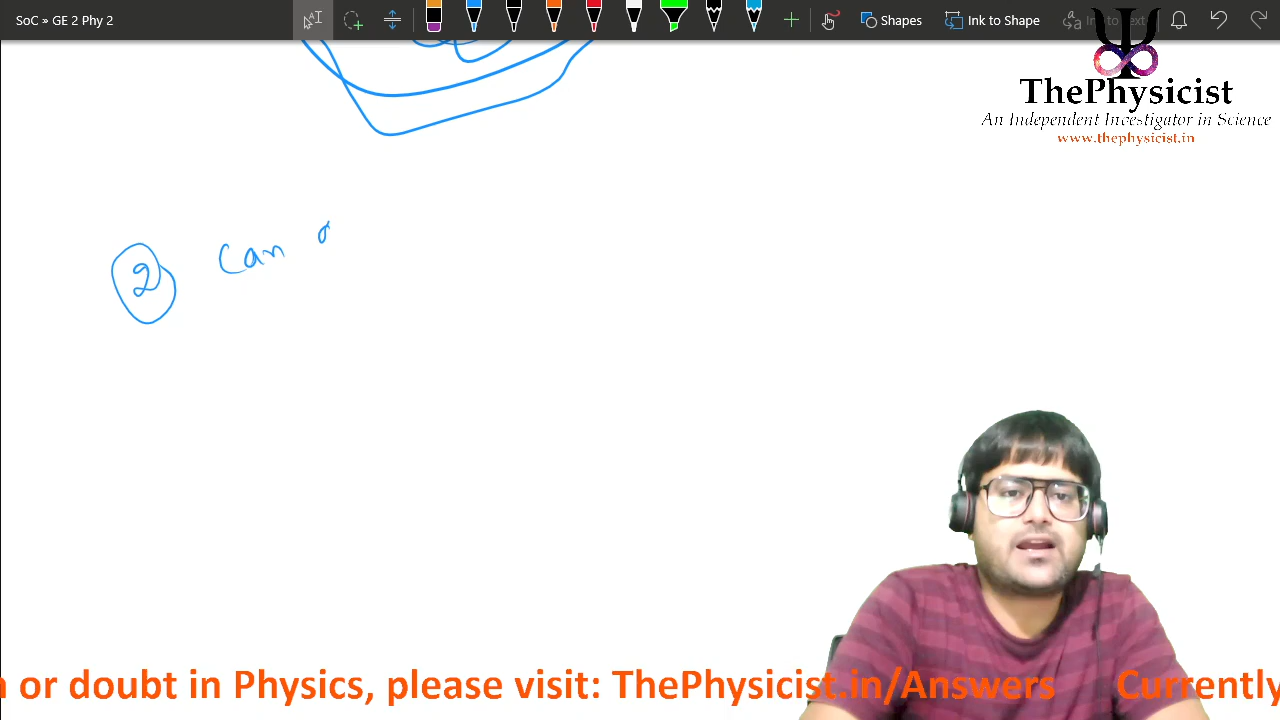 SoC » GE 2 Phy 2
Shapes
Ink to Shape
ThePhysicist
An Independent Investigator in Science
www.thephysicist.in
2 Can
or doubt in Physics, please visit: ThePhysicist.in/Answers Currently